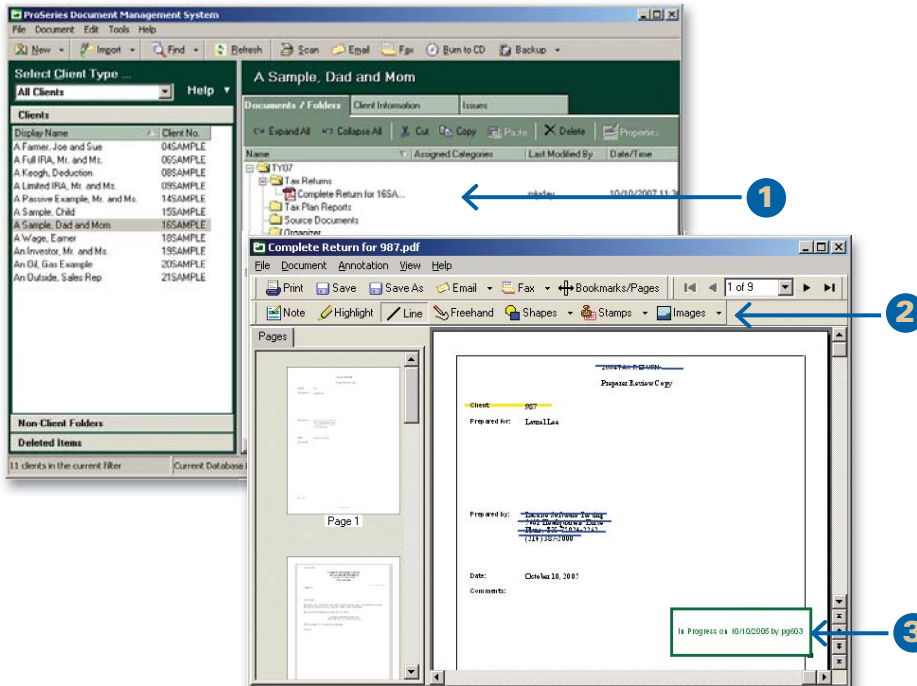 ProSeries Document Management System
File Document Edit Tools Help
New Import Find Refresh Scan Email Fax Burn to CD Backup
Select Client Type ...
All Clients Help
Clients
Display Name Client No.
A Farmer, Joe and Sue 04SAMPLE
A Full IRA, Mr. and Ms. 06SAMPLE
A Keogh, Deduction 08SAMPLE
A Limited IRA, Mr. and Ms. 09SAMPLE
A Passive Example, Mr. and Ms. 14SAMPLE
A Sample, Child 15SAMPLE
A Sample, Dad and Mom 16SAMPLE
A Wage, Earner 18SAMPLE
An Investor, Mr. and Ms. 19SAMPLE
An Oil, Gas Example 20SAMPLE
An Outside, Sales Rep 21SAMPLE
Non-Client Folders
Deleted Items
11 clients in the current filter Current Database
A Sample, Dad and Mom
Documents / Folders Client Information Issues
Expand All Collapse All Cut Copy Paste Delete Properties
Name Assigned Categories Last Modified By Date/Time
TY07
Tax Returns
Complete Return for 16SA... 10/10/2007 11:3
Tax Plan Reports
Source Documents
Organizer
1
Complete Return for 987.pdf
File Document Annotation View Help
Print Save Save As Email Fax Bookmarks/Pages 1 of 9
Note Highlight Line Freehand Shapes Stamps Images
2
Pages
Page 1
2004 TAX RETURN
Preparer Review Copy
Client: 987
Prepared for: Laurel Lee
Prepared by:
Date: October 10, 2005
Comments:
In Progress on 10/10/2005 by pg603
3